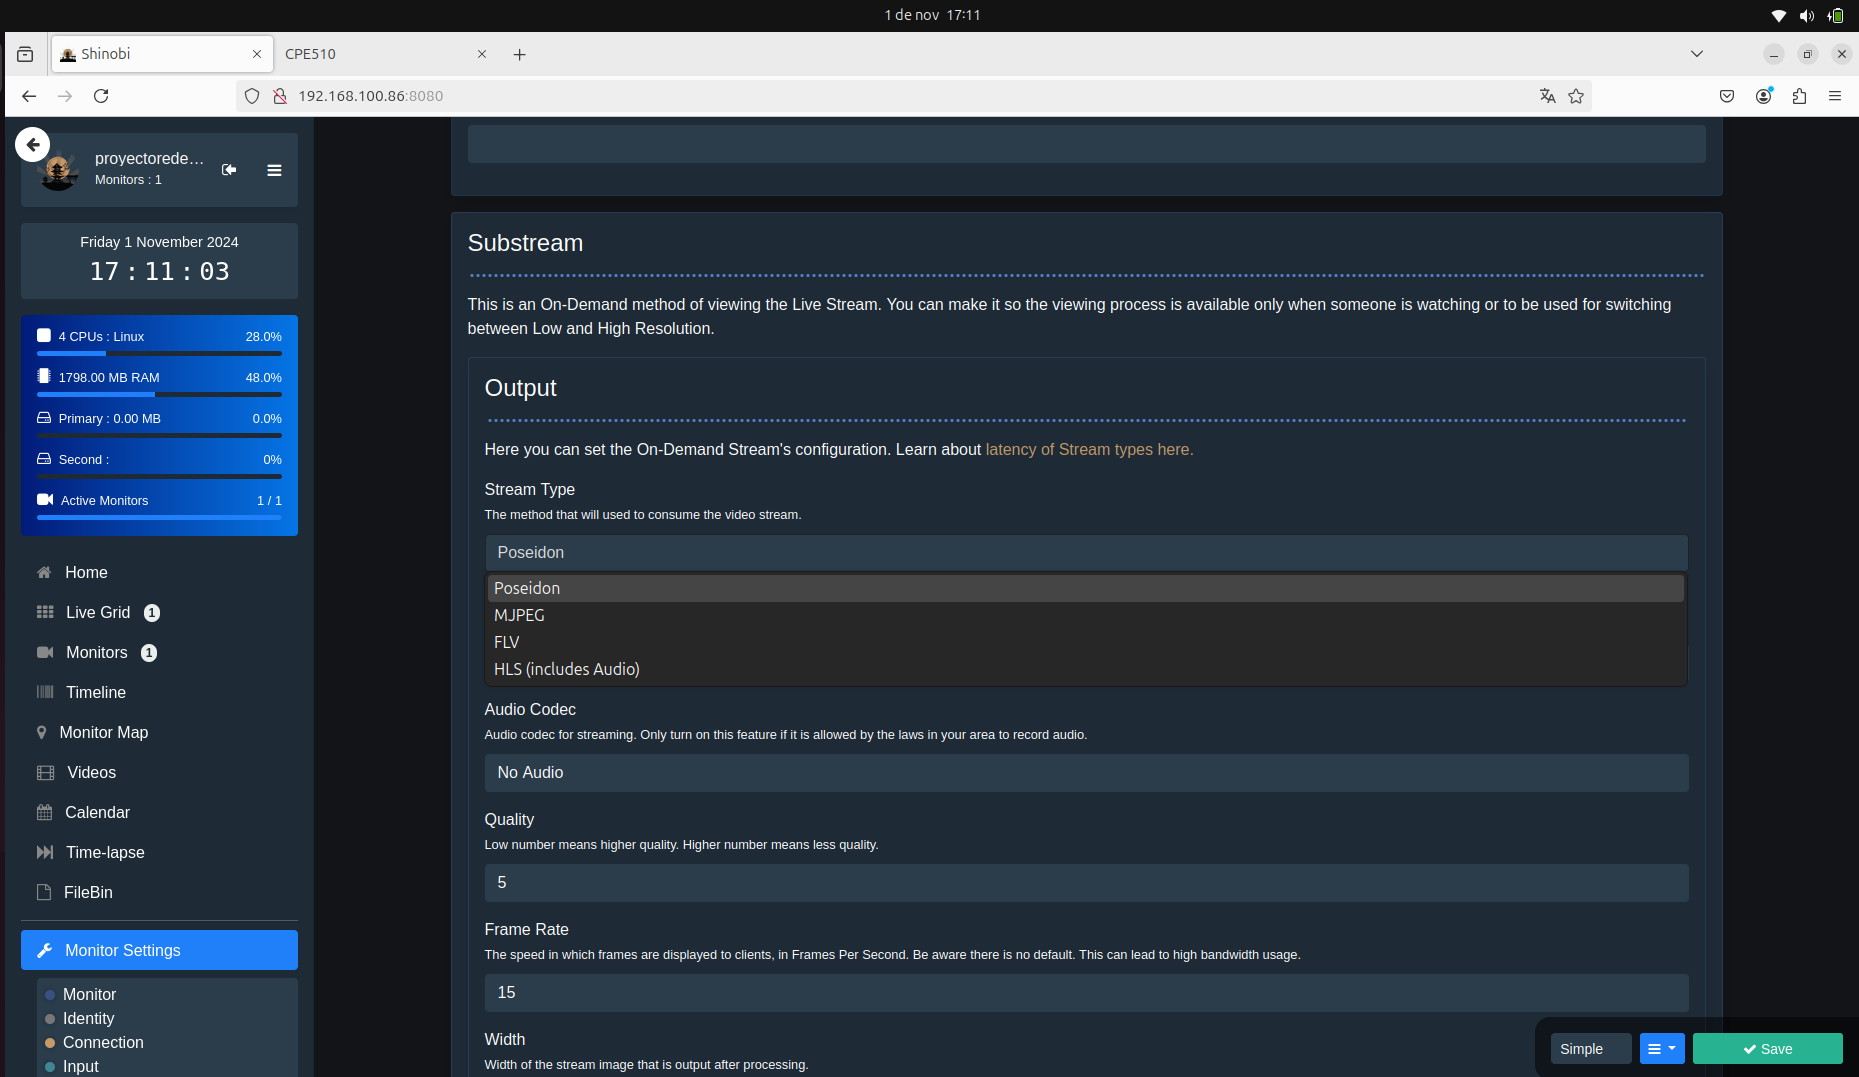 1 de nov 17:11
Shinobi
CPE510
192.168.100.86:8080
proyectorede...
Monitors : 1
Friday 1 November 2024
17 : 11 : 03
4 CPUs : Linux 28.0%
1798.00 MB RAM 48.0%
Primary : 0.00 MB 0.0%
Second : 0%
Active Monitors 1 / 1
Home
Live Grid 1
Monitors 1
Timeline
Monitor Map
Videos
Calendar
Time-lapse
FileBin
Monitor Settings
Monitor
Identity
Connection
Input
Substream
This is an On-Demand method of viewing the Live Stream. You can make it so the viewing process is available only when someone is watching or to be used for switching
between Low and High Resolution.
Output
Here you can set the On-Demand Stream's configuration. Learn about latency of Stream types here.
Stream Type
The method that will used to consume the video stream.
Poseidon
Poseidon
MJPEG
FLV
HLS (includes Audio)
Audio Codec
Audio codec for streaming. Only turn on this feature if it is allowed by the laws in your area to record audio.
No Audio
Quality
Low number means higher quality. Higher number means less quality.
5
Frame Rate
The speed in which frames are displayed to clients, in Frames Per Second. Be aware there is no default. This can lead to high bandwidth usage.
15
Width
Width of the stream image that is output after processing.
Simple
Save